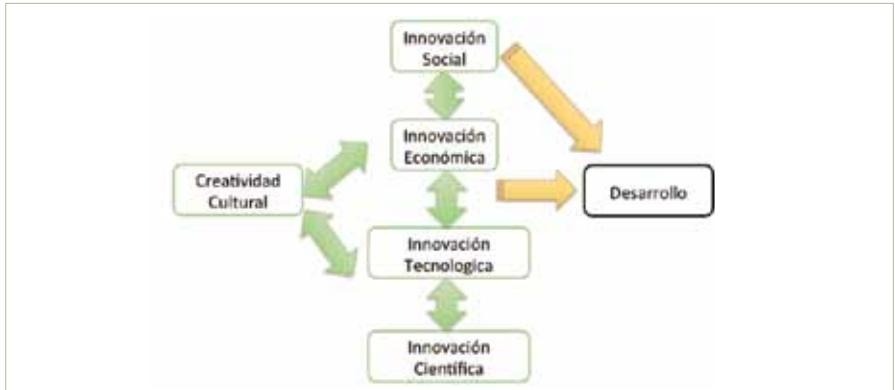 Innovación
Social
Innovación
Económica
Creatividad
Cultural
Desarrollo
Innovación
Tecnologica
Innovación
Científica